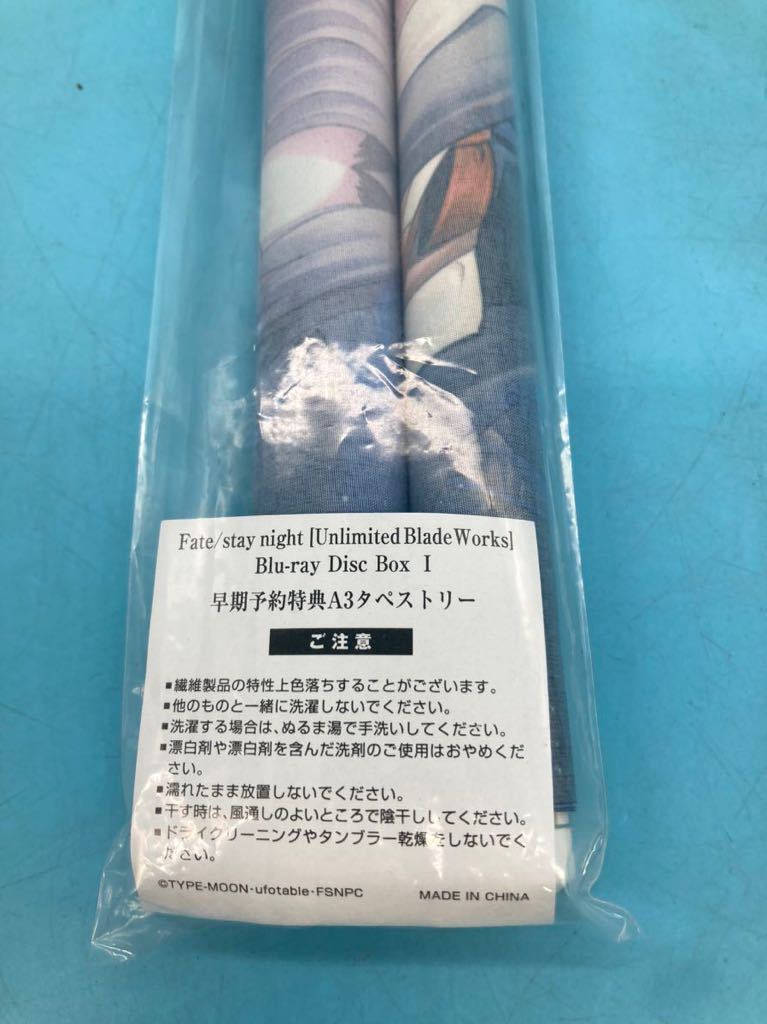 Fate/stay night [Unlimited Blade Works]
Blu-ray Disc Box Ⅰ
早期予約特典A3タペストリー
ご注意
■繊維製品の特性上色落ちすることがございます。
■他のものと一緒に洗濯しないでください。
■洗濯する場合は、ぬるま湯で手洗いしてください。
■漂白剤や漂白剤を含んだ洗剤のご使用はおやめくだ
さい。
■濡れたまま放置しないでください。
■干す時は、風通しのよいところで陰干ししてください。
■ドライクリーニングやタンブラー乾燥をしないでく
ださい。
©TYPE-MOON・ufotable・FSNPC MADE IN CHINA